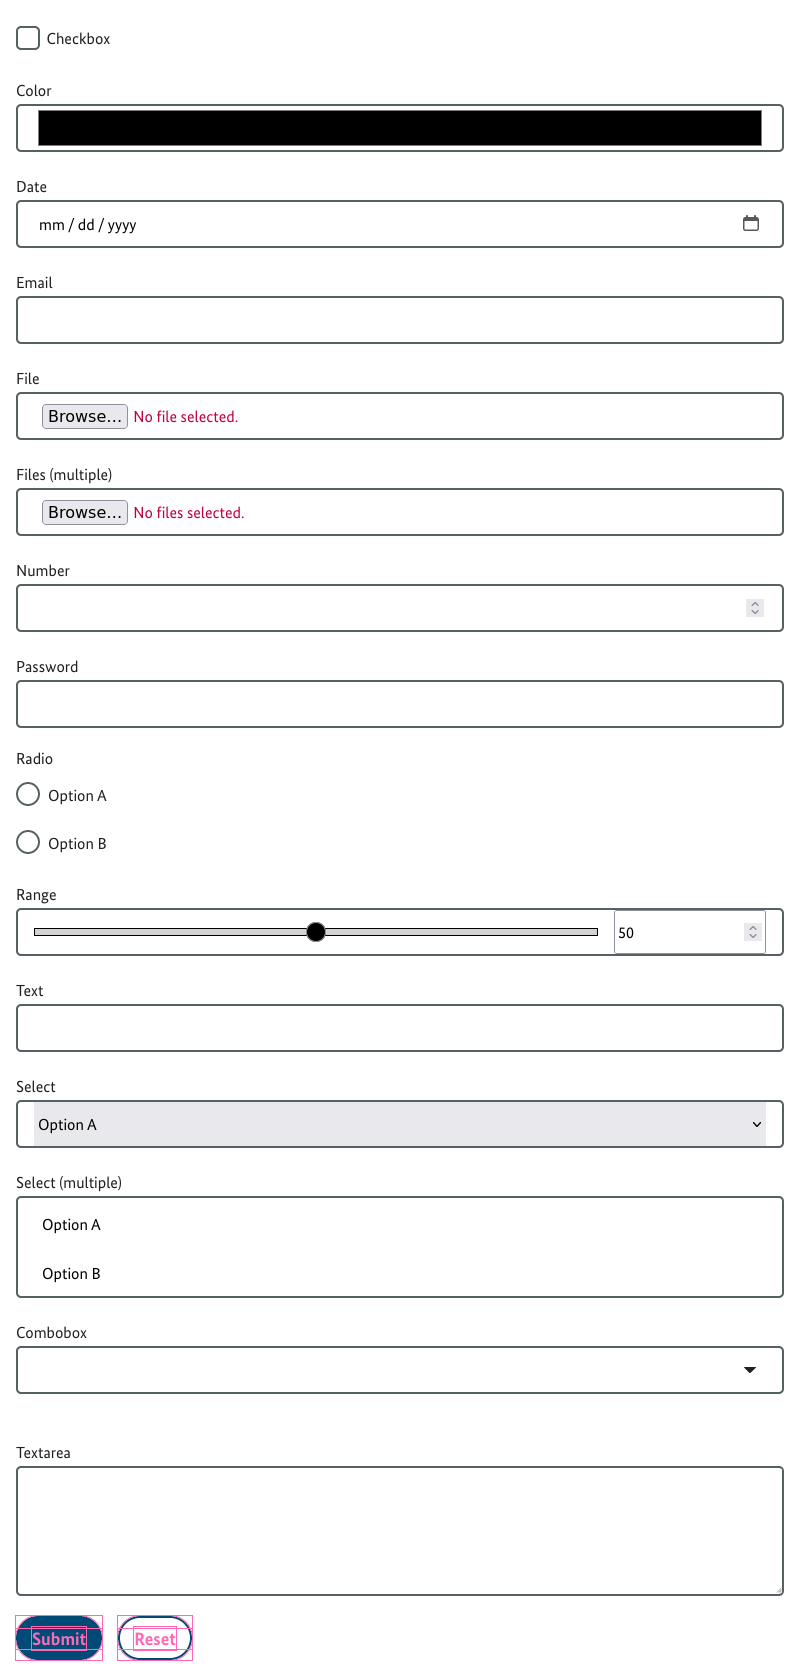 Checkbox
Color
Date
mm / dd / yyyy
Email
File
Browse... No file selected.
Files (multiple)
Browse... No files selected.
Number
Password
Radio
Option A
Option B
Range
50
Text
Select
Option A
Select (multiple)
Option A
Option B
Combobox
Textarea
Submit Reset